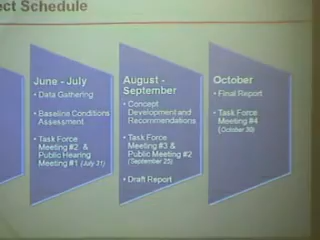 ect Schedule
June - July
• Data Gathering
• Baseline Conditions
Assessment
• Task Force
Meeting #2 &
Public Hearing
Meeting #1 (July 31)
August -
September
• Concept
Development and
Recommendations
• Task Force
Meeting #3 &
Public Meeting #2
(September 25)
• Draft Report
October
• Final Report
• Task Force
Meeting #4
(October 30)